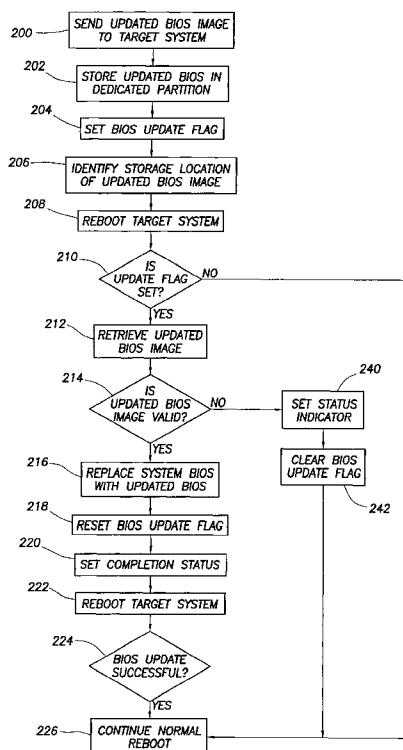 200
SEND UPDATED BIOS IMAGE
TO TARGET SYSTEM
202
STORE UPDATED BIOS IN
DEDICATED PARTITION
204
SET BIOS UPDATE FLAG
206
IDENTIFY STORAGE LOCATION
OF UPDATED BIOS IMAGE
208
REBOOT TARGET SYSTEM
210
IS
UPDATE FLAG
SET?
NO
YES
212
RETRIEVE UPDATED
BIOS IMAGE
214
IS
UPDATED BIOS
IMAGE VALID?
NO
240
SET STATUS
INDICATOR
YES
216
REPLACE SYSTEM BIOS
WITH UPDATED BIOS
CLEAR BIOS
UPDATE FLAG
242
218
RESET BIOS UPDATE FLAG
220
SET COMPLETION STATUS
222
REBOOT TARGET SYSTEM
224
BIOS UPDATE
SUCCESSFUL?
YES
226
CONTINUE NORMAL
REBOOT